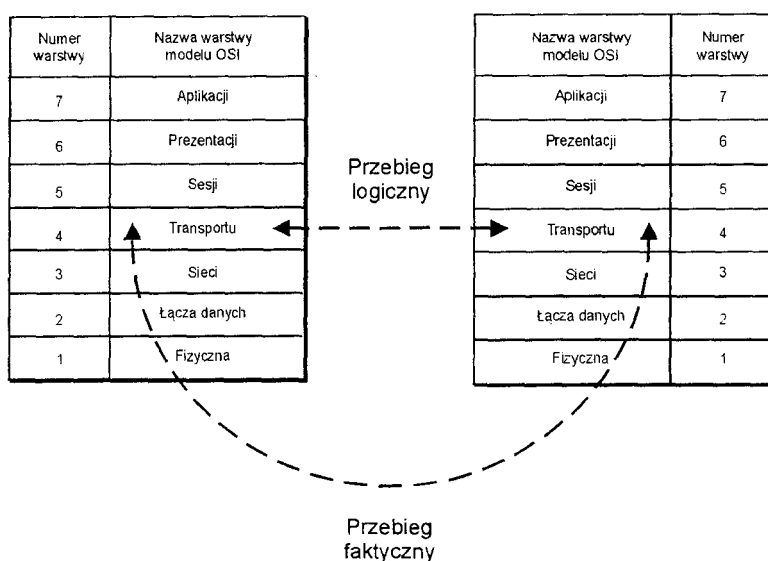 Numer warstwy
Nazwa warstwy modelu OSI
7
Aplikacji
6
Prezentacji
5
Sesji
4
Transportu
3
Sieci
2
Łącza danych
1
Fizyczna
Przebieg
logiczny
Nazwa warstwy modelu OSI
Numer warstwy
Aplikacji
7
Prezentacji
6
Sesji
5
Transportu
4
Sieci
3
Łącza danych
2
Fizyczna
1
Przebieg
faktyczny